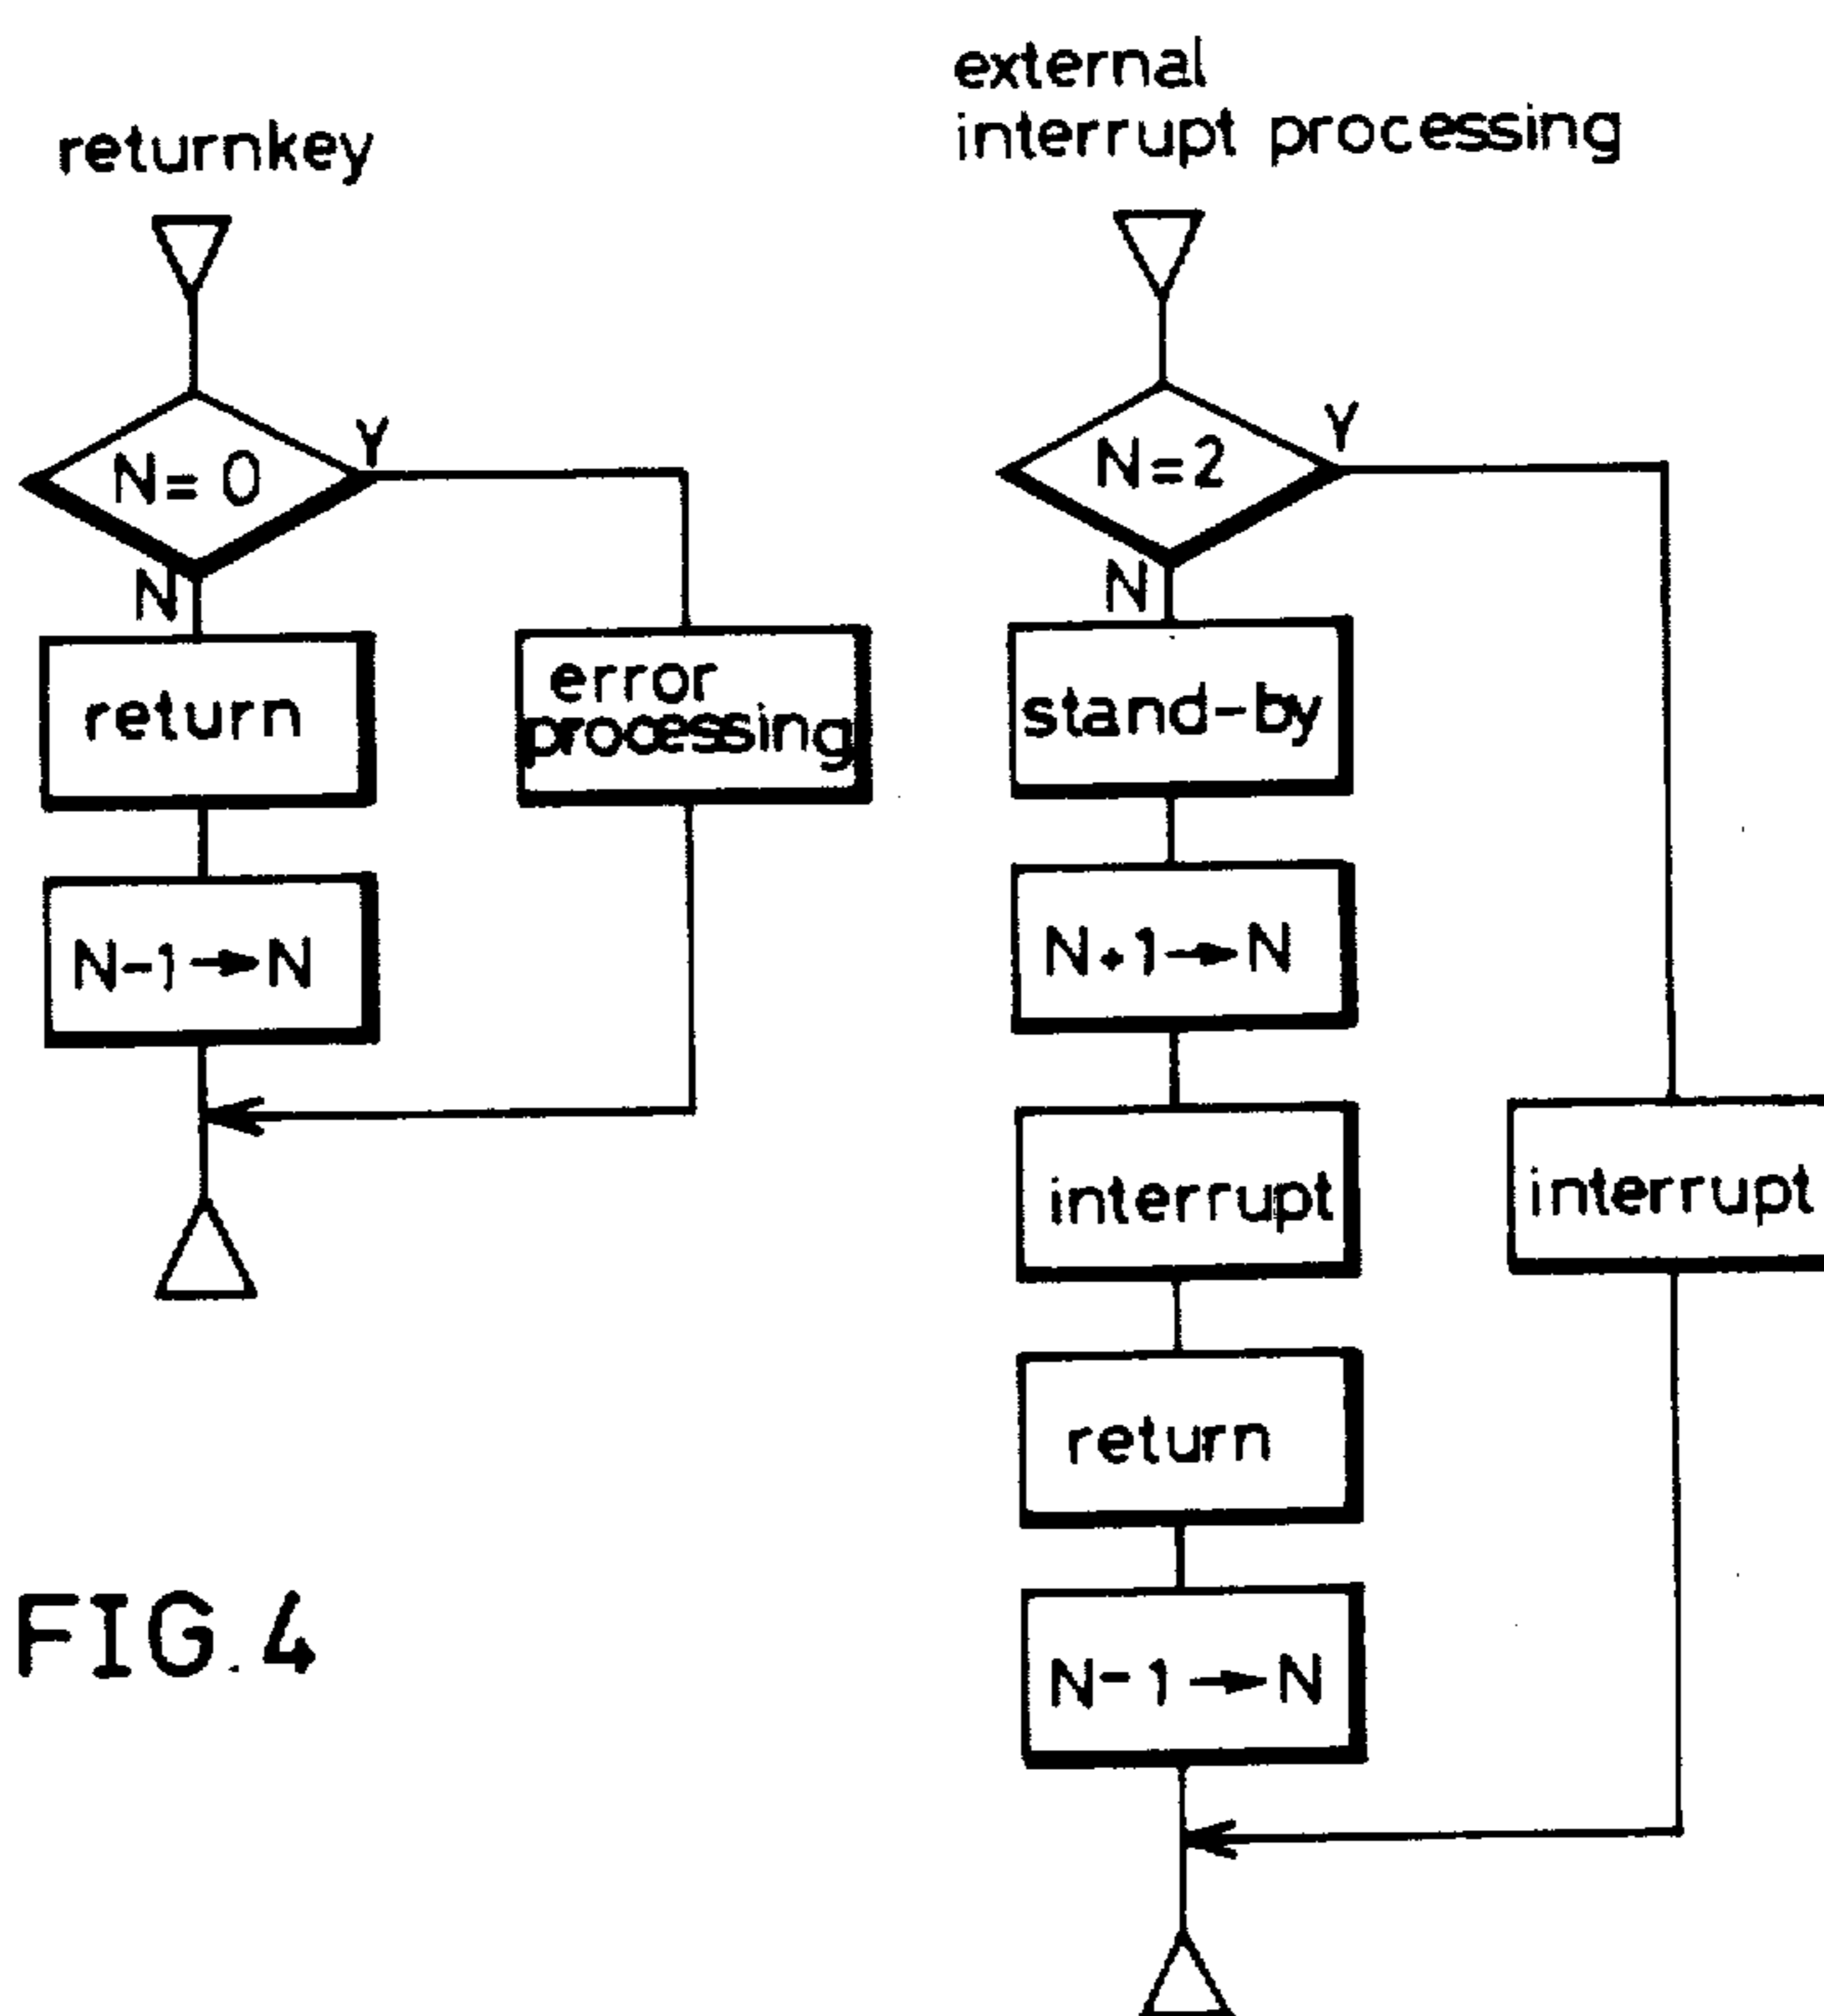 returnkey
N=0
Y
N
return
error
processing
N-1→N
external
interrupt processing
N=2
Y
N
stand-by
N+1→N
interrupt
interrupt
return
N-1→N
FIG.4